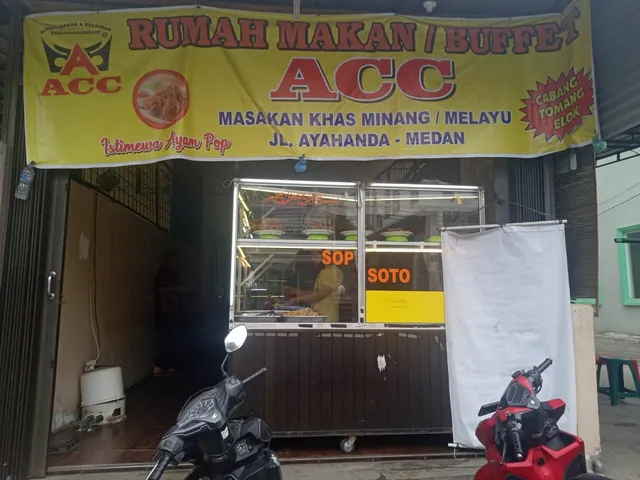 RUMAH MAKAN / BUFFET
ACC
ACC
MASAKAN KHAS MINANG / MELAYU
JL. AYAHANDA - MEDAN
Istimewa Ayam Pop
CABANG
TOMANG
ELOK
SOP
SOTO